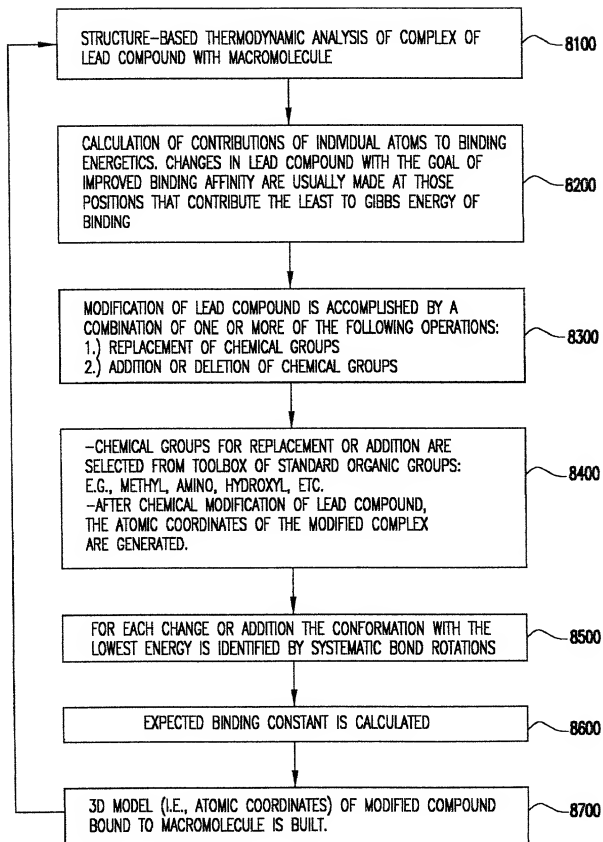 STRUCTURE-BASED THERMODYNAMIC ANALYSIS OF COMPLEX OF
LEAD COMPOUND WITH MACROMOLECULE
8100
CALCULATION OF CONTRIBUTIONS OF INDIVIDUAL ATOMS TO BINDING
ENERGETICS. CHANGES IN LEAD COMPOUND WITH THE GOAL OF
IMPROVED BINDING AFFINITY ARE USUALLY MADE AT THOSE
POSITIONS THAT CONTRIBUTE THE LEAST TO GIBBS ENERGY OF
BINDING
8200
MODIFICATION OF LEAD COMPOUND IS ACCOMPLISHED BY A
COMBINATION OF ONE OR MORE OF THE FOLLOWING OPERATIONS:
1.) REPLACEMENT OF CHEMICAL GROUPS
2.) ADDITION OR DELETION OF CHEMICAL GROUPS
8300
-CHEMICAL GROUPS FOR REPLACEMENT OR ADDITION ARE
SELECTED FROM TOOLBOX OF STANDARD ORGANIC GROUPS:
E.G., METHYL, AMINO, HYDROXYL, ETC.
-AFTER CHEMICAL MODIFICATION OF LEAD COMPOUND,
THE ATOMIC COORDINATES OF THE MODIFIED COMPLEX
ARE GENERATED.
8400
FOR EACH CHANGE OR ADDITION THE CONFORMATION WITH THE
LOWEST ENERGY IS IDENTIFIED BY SYSTEMATIC BOND ROTATIONS
8500
EXPECTED BINDING CONSTANT IS CALCULATED
8600
3D MODEL (I.E., ATOMIC COORDINATES) OF MODIFIED COMPOUND
BOUND TO MACROMOLECULE IS BUILT.
8700